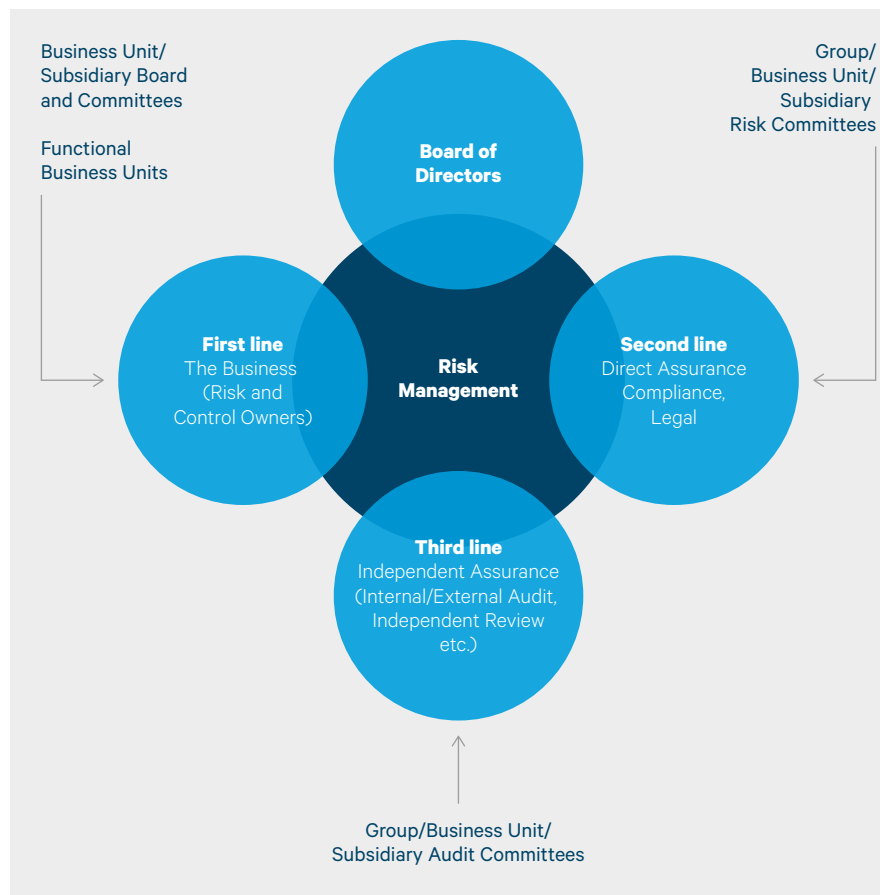 Business Unit/
Subsidiary Board
and Committees
Functional
Business Units
Group/
Business Unit/
Subsidiary
Risk Committees
Board of
Directors
First line
The Business
(Risk and
Control Owners)
Risk
Management
Second line
Direct Assurance
Compliance,
Legal
Third line
Independent Assurance
(Internal/External Audit,
Independent Review
etc.)
Group/Business Unit/
Subsidiary Audit Committees